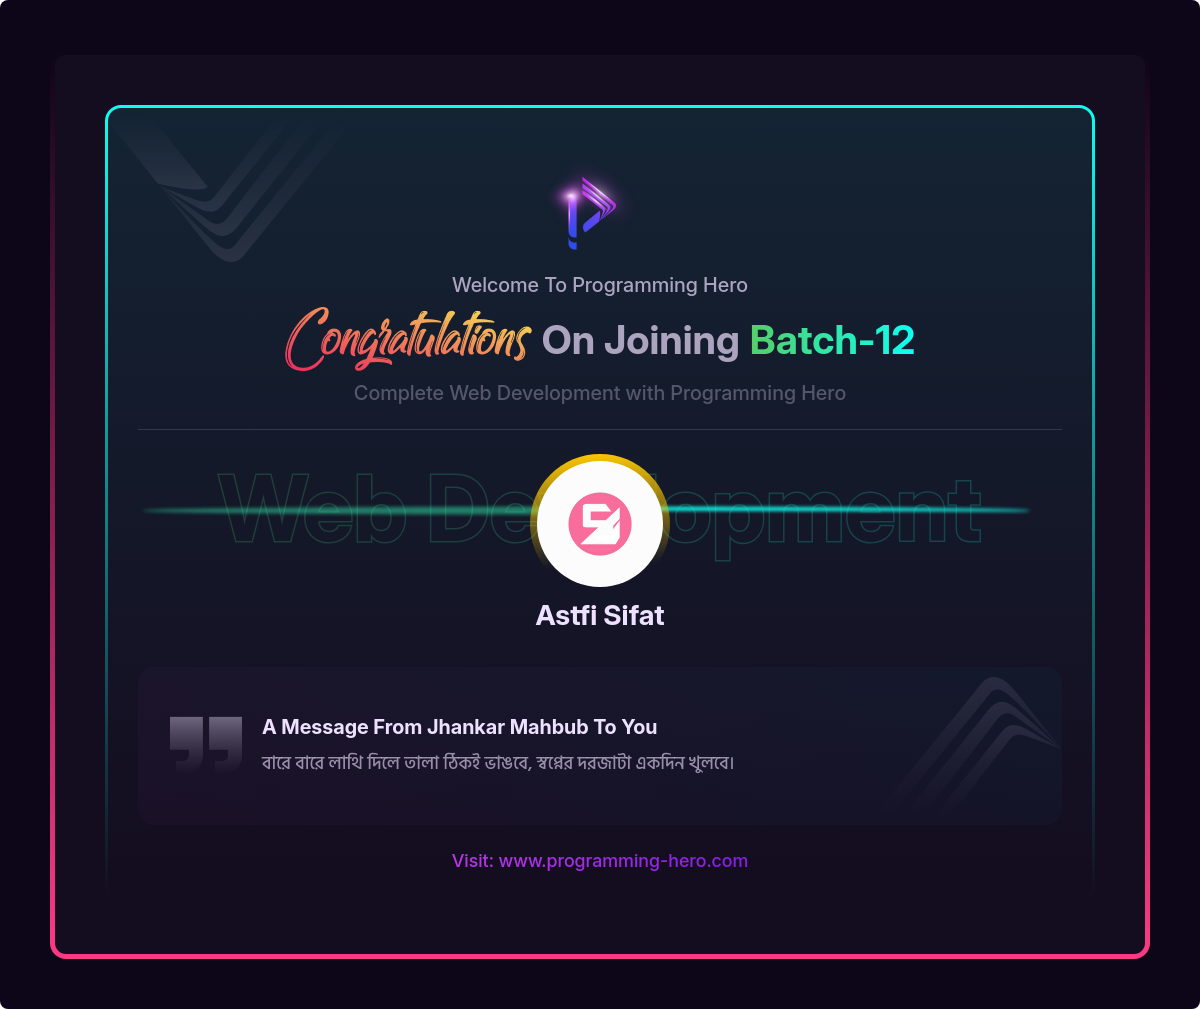 Welcome To Programming Hero
Congratulations On Joining Batch-12
Complete Web Development with Programming Hero
Web Development
Astfi Sifat
A Message From Jhankar Mahbub To You
বারে বারে লাথি দিলে তালা ঠিকই ভাঙবে, স্বপ্নের দরজাটা একদিন খুলবে।
Visit: www.programming-hero.com